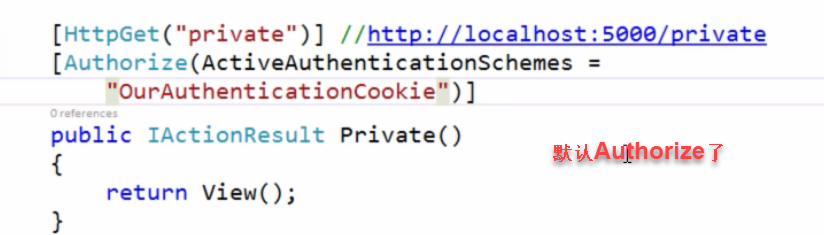 [HttpGet("private")] //http://localhost:5000/private
[Authorize(ActiveAuthenticationSchemes =
"OurAuthenticationCookie")]
0 references
public IActionResult Private()
{
默认Authorize了
return View();
}